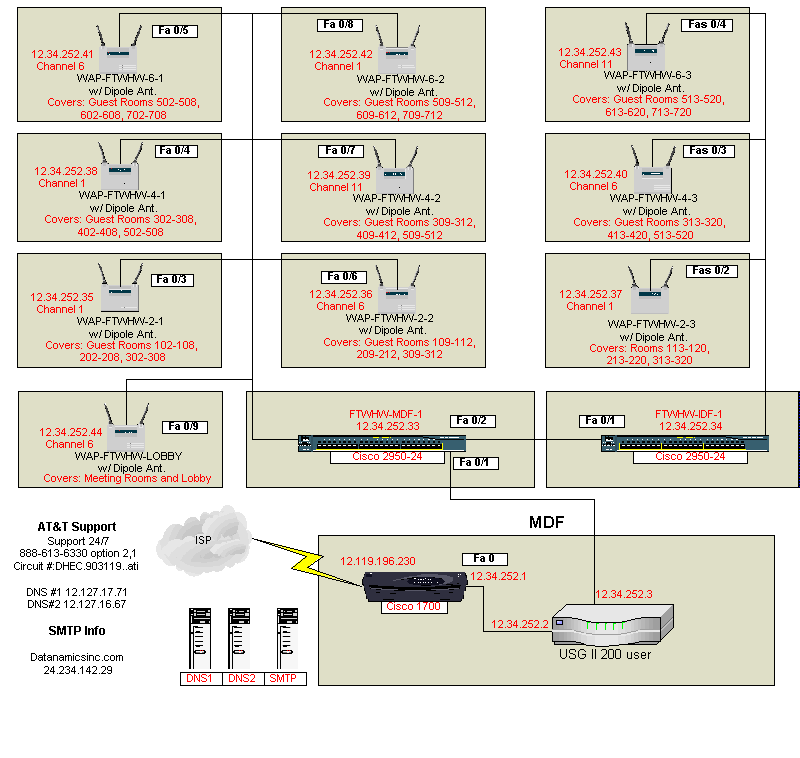 Fa 0/5
12.34.252.41
Channel 6
WAP-FTWHW-6-1
w/ Dipole Ant.
Covers: Guest Rooms 502-508,
602-608, 702-708
Fa 0/8
12.34.252.42
Channel 1
WAP-FTWHW-6-2
w/ Dipole Ant.
Covers: Guest Rooms 509-512,
609-612, 709-712
Fas 0/4
12.34.252.43
Channel 11
WAP-FTWHW-6-3
w/ Dipole Ant.
Covers: Guest Rooms 513-520,
613-620, 713-720
Fa 0/4
12.34.252.38
Channel 1
WAP-FTWHW-4-1
w/ Dipole Ant.
Covers: Guest Rooms 302-308,
402-408, 502-508
Fa 0/7
12.34.252.39
Channel 11
WAP-FTWHW-4-2
w/ Dipole Ant.
Covers: Guest Rooms 309-312,
409-412, 509-512
Fas 0/3
12.34.252.40
Channel 6
WAP-FTWHW-4-3
w/ Dipole Ant.
Covers: Guest Rooms 313-320,
413-420, 513-520
Fa 0/3
12.34.252.35
Channel 1
WAP-FTWHW-2-1
w/ Dipole Ant.
Covers: Guest Rooms 102-108,
202-208, 302-308
Fa 0/6
12.34.252.36
Channel 6
WAP-FTWHW-2-2
w/ Dipole Ant.
Covers: Guest Rooms 109-112,
209-212, 309-312
Fas 0/2
12.34.252.37
Channel 1
WAP-FTWHW-2-3
w/ Dipole Ant.
Covers: Rooms 113-120,
213-220, 313-320
Fa 0/9
12.34.252.44
Channel 6
WAP-FTWHW-LOBBY
w/ Dipole Ant.
Covers: Meeting Rooms and Lobby
FTWHW-MDF-1
12.34.252.33
Fa 0/2
Cisco 2950-24
Fa 0/1
Fa 0/1
FTWHW-IDF-1
12.34.252.34
Cisco 2950-24
AT&T Support
Support 24/7
888-613-6330 option 2,1
Circuit #:DHEC.903119..ati
DNS #1 12.127.17.71
DNS#2 12.127.16.67
SMTP Info
Datanamicsinc.com
24.234.142.29
ISP
DNS1
DNS2
SMTP
MDF
12.119.196.230
Fa 0
12.34.252.1
Cisco 1700
12.34.252.2
12.34.252.3
USG II 200 user